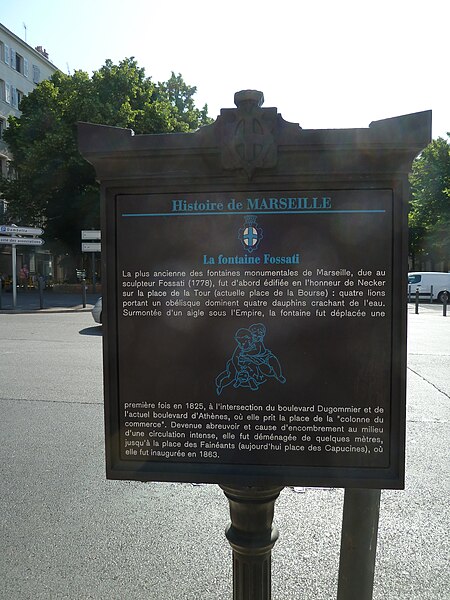 Histoire de MARSEILLE
La fontaine Fossati
La plus ancienne des fontaines monumentales de Marseille, due au
sculpteur Fossati (1778), fut d'abord édifiée en l'honneur de Necker
sur la place de la Tour (actuelle place de la Bourse) : quatre lions
portant un obélisque dominent quatre dauphins crachant de l'eau.
Surmontée d'un aigle sous l'Empire, la fontaine fut déplacée une
première fois en 1825, à l'intersection du boulevard Dugommier et de
l'actuel boulevard d'Athènes, où elle prît la place de la "colonne du
commerce". Devenue abreuvoir et cause d'encombrement au milieu
d'une circulation intense, elle fut déménagée de quelques mètres,
jusqu'à la place des Fainéants (aujourd'hui place des Capucines), où
elle fut inaugurée en 1863.